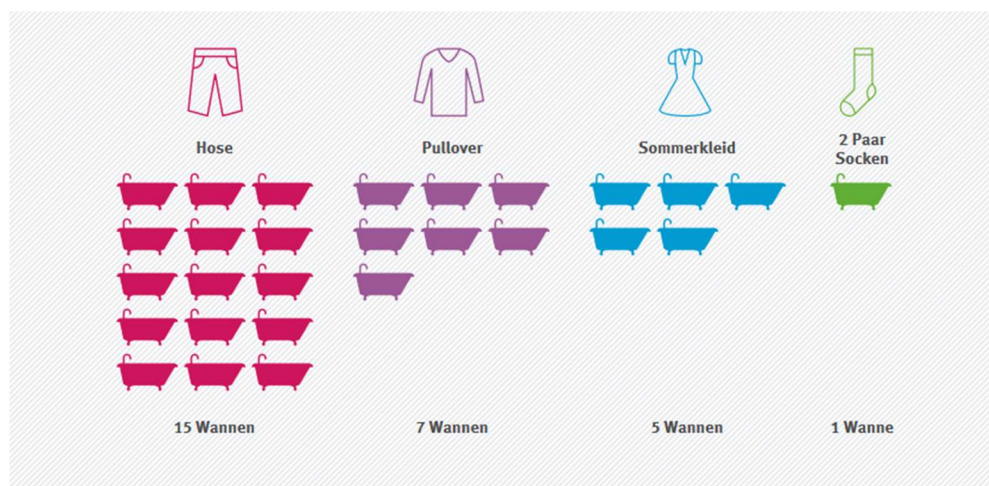 Hose
Pullover
Sommerkleid
2 Paar
Socken
15 Wannen
7 Wannen
5 Wannen
1 Wanne